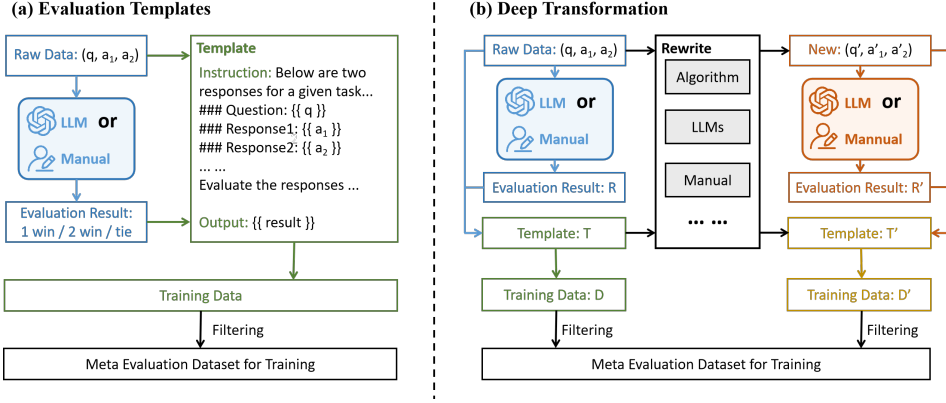 (a) Evaluation Templates
Raw Data: (q, a₁, a₂)
LLM or
Manual
Evaluation Result:
1 win / 2 win / tie
Template
Instruction: Below are two
responses for a given task...
### Question: {{ q }}
### Response1: {{ a₁ }}
### Response2: {{ a₂ }}
... ...
Evaluate the responses ...
Output: {{ result }}
Training Data
Filtering
Meta Evaluation Dataset for Training
(b) Deep Transformation
Raw Data: (q, a₁, a₂)
LLM or
Manual
Evaluation Result: R
Template: T
Training Data: D
Filtering
Rewrite
Algorithm
LLMs
Manual
... ...
New: (q′, a′₁, a′₂)
LLM or
Mannual
Evaluation Result: R′
Template: T′
Training Data: D′
Filtering
Meta Evaluation Dataset for Training